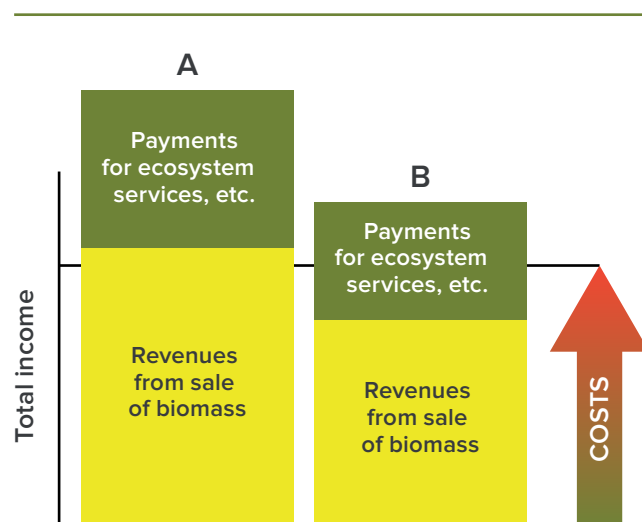 A
Payments
for ecosystem
services, etc.
B
Payments
for ecosystem
services, etc.
Total income
Revenues
from sale
of biomass
Revenues
from sale
of biomass
COSTS